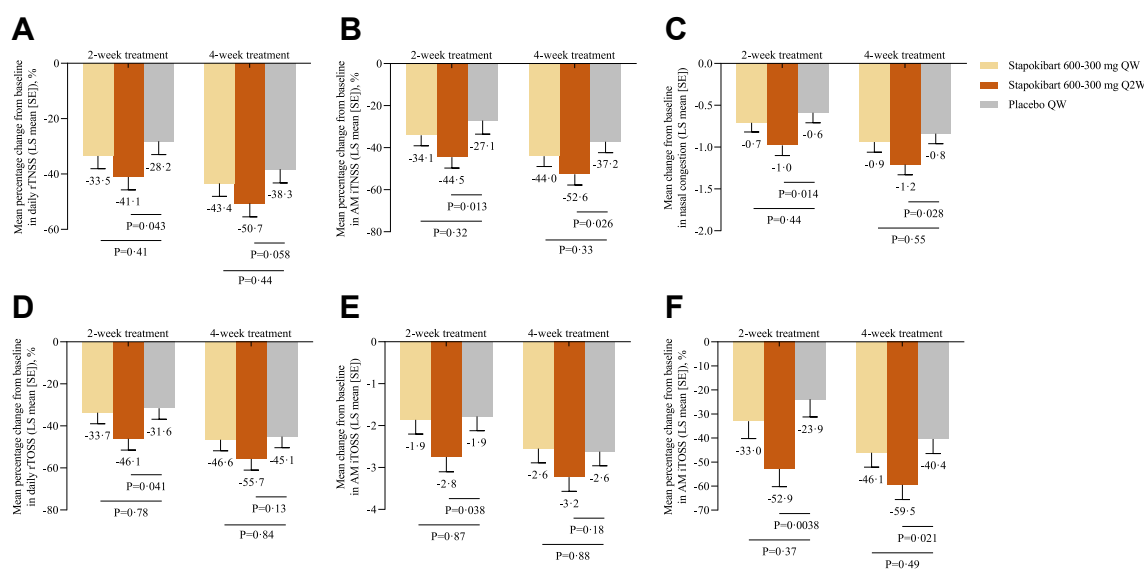 A
Mean percentage change from baseline
in daily rTNSS (LS mean [SE]), %
2-week treatment 4-week treatment
0
-20
-40
-60
-33·5
-41·1
-28·2
-43·4
-50·7
-38·3
P=0·043
P=0·41
P=0·058
P=0·44
B
Mean percentage change from baseline
in AM iTNSS (LS mean [SE]), %
2-week treatment 4-week treatment
0
-20
-40
-60
-80
-34·1
-44·5
-27·1
-44·0
-52·6
-37·2
P=0·013
P=0·32
P=0·026
P=0·33
C
Mean change from baseline
in nasal congestion (LS mean [SE])
2-week treatment 4-week treatment
0.0
-0.5
-1.0
-1.5
-2.0
-0·7
-1·0
-0·6
-0·9
-1·2
-0·8
P=0·014
P=0·44
P=0·028
P=0·55
Stapokibart 600-300 mg QW
Stapokibart 600-300 mg Q2W
Placebo QW
D
Mean percentage change from baseline
in daily rTOSS (LS mean [SE]), %
2-week treatment 4-week treatment
0
-20
-40
-60
-80
-33·7
-46·1
-31·6
-46·6
-55·7
-45·1
P=0·041
P=0·78
P=0·13
P=0·84
E
Mean change from baseline
in AM iTOSS (LS mean [SE])
2-week treatment 4-week treatment
0
-1
-2
-3
-4
-1·9
-2·8
-1·9
-2·6
-3·2
-2·6
P=0·038
P=0·87
P=0·18
P=0·88
F
Mean percentage change from baseline
in AM iTOSS (LS mean [SE]), %
2-week treatment 4-week treatment
0
-10
-20
-30
-40
-50
-60
-70
-33·0
-52·9
-23·9
-46·1
-59·5
-40·4
P=0·0038
P=0·37
P=0·021
P=0·49